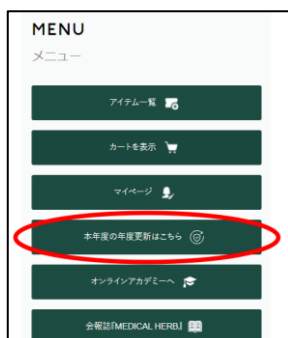 MENU
メニュー
アイテム一覧
カートを表示
マイページ
本年度の年度更新はこちら
オンラインアカデミーへ
会報誌『MEDICAL HERB』